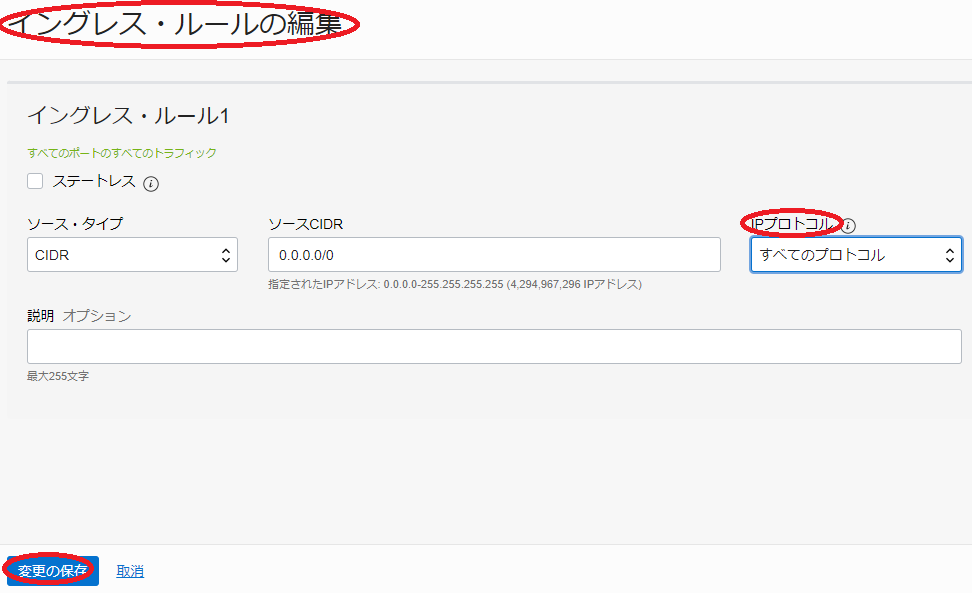 イングレス・ルールの編集
イングレス・ルール1
すべてのポートのすべてのトラフィック
ステートレス i
ソース・タイプ ソースCIDR IPプロトコル i
CIDR 0.0.0.0/0 すべてのプロトコル
指定されたIPアドレス: 0.0.0.0-255.255.255.255 (4,294,967,296 IPアドレス)
説明 オプション
最大255文字
変更の保存 取消